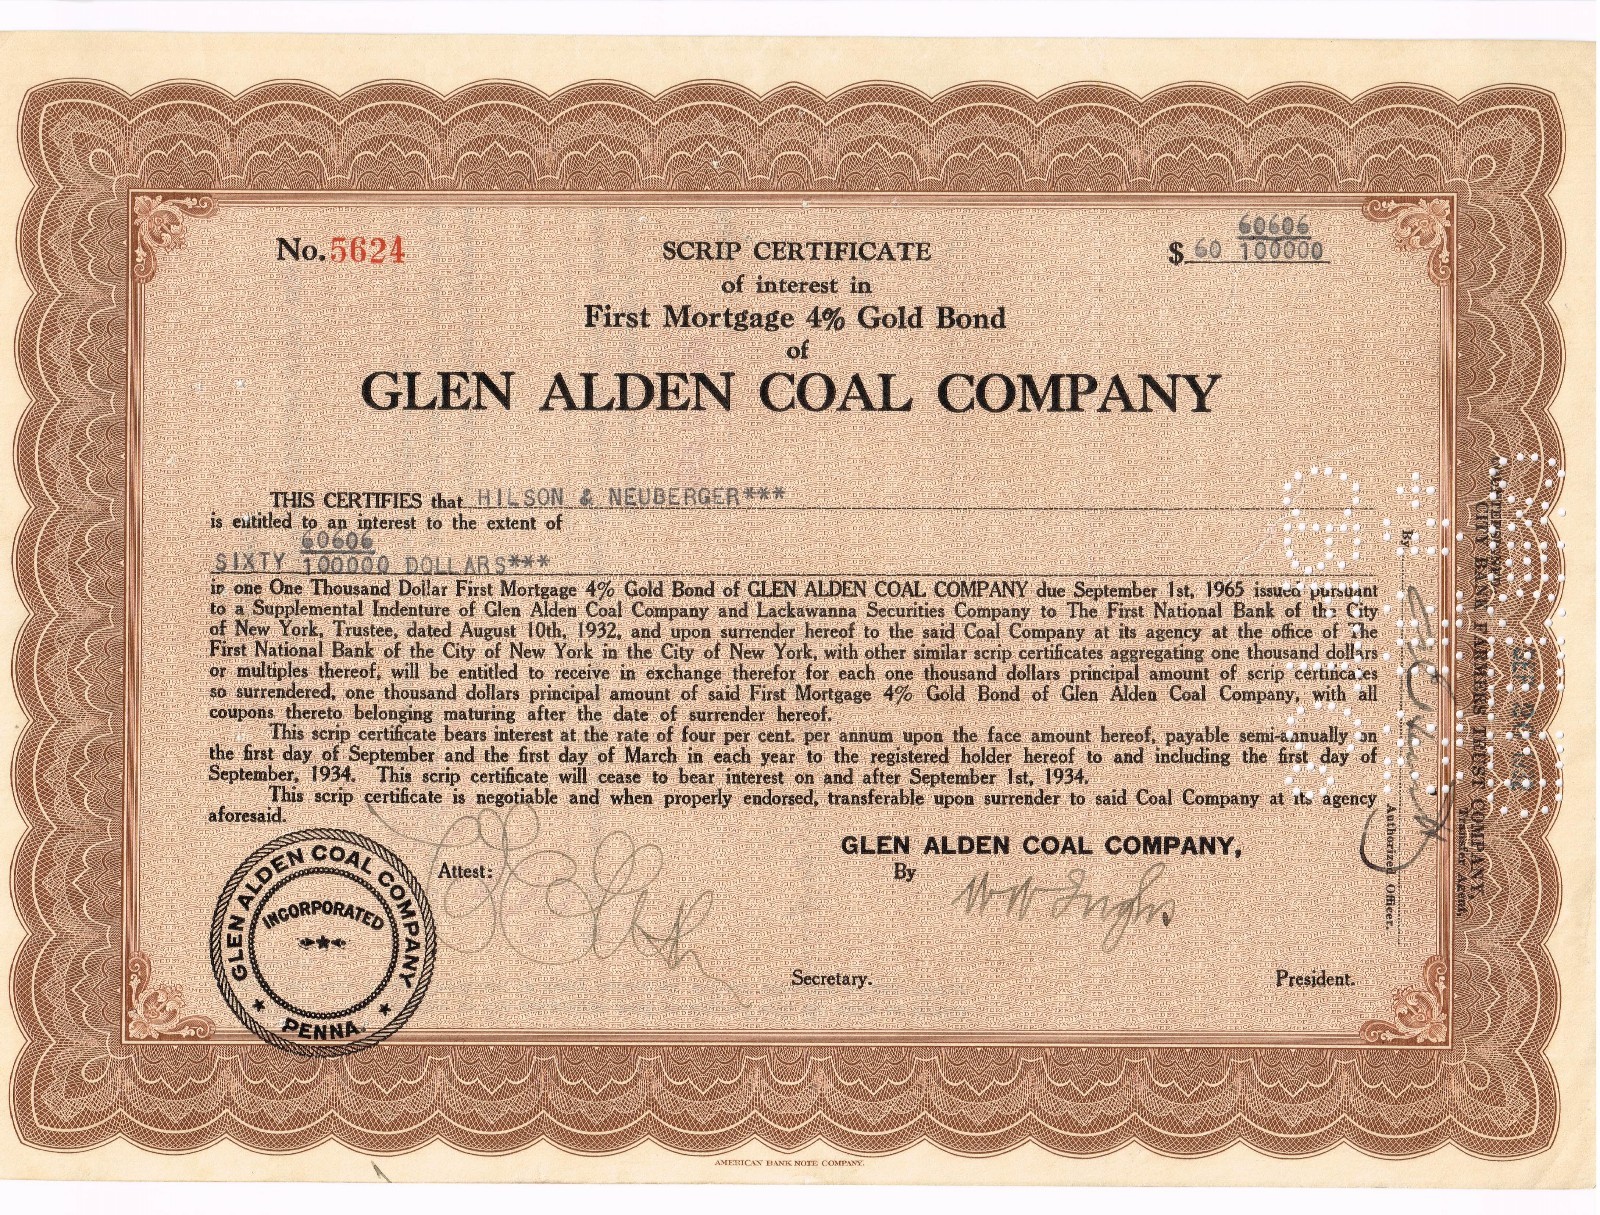 No. 5624
SCRIP CERTIFICATE
$ 60 60606/100000
of interest in
First Mortgage 4% Gold Bond
of
GLEN ALDEN COAL COMPANY
THIS CERTIFIES that HILSON & NEUBERGER***
is entitled to an interest to the extent of
SIXTY 60606/100000 DOLLARS***
in one One Thousand Dollar First Mortgage 4% Gold Bond of GLEN ALDEN COAL COMPANY due September 1st, 1965 issued pursuant
to a Supplemental Indenture of Glen Alden Coal Company and Lackawanna Securities Company to The First National Bank of the City
of New York, Trustee, dated August 10th, 1932, and upon surrender hereof to the said Coal Company at its agency at the office of The
First National Bank of the City of New York in the City of New York, with other similar scrip certificates aggregating one thousand dollars
or multiples thereof, will be entitled to receive in exchange therefor for each one thousand dollars principal amount of scrip certificates
so surrendered, one thousand dollars principal amount of said First Mortgage 4% Gold Bond of Glen Alden Coal Company, with all
coupons thereto belonging maturing after the date of surrender hereof.
This scrip certificate bears interest at the rate of four per cent. per annum upon the face amount hereof, payable semi-annually on
the first day of September and the first day of March in each year to the registered holder hereof to and including the first day of
September, 1934. This scrip certificate will cease to bear interest on and after September 1st, 1934.
This scrip certificate is negotiable and when properly endorsed, transferable upon surrender to said Coal Company at its agency
aforesaid.
GLEN ALDEN COAL COMPANY,
Attest:
By W W Inglis
Secretary.
President.
GLEN ALDEN COAL COMPANY
INCORPORATED
PENNA.
COUNTERSIGNED
CITY BANK FARMERS TRUST COMPANY,
Transfer Agent,
By
Authorized Officer.
AMERICAN BANK NOTE COMPANY.